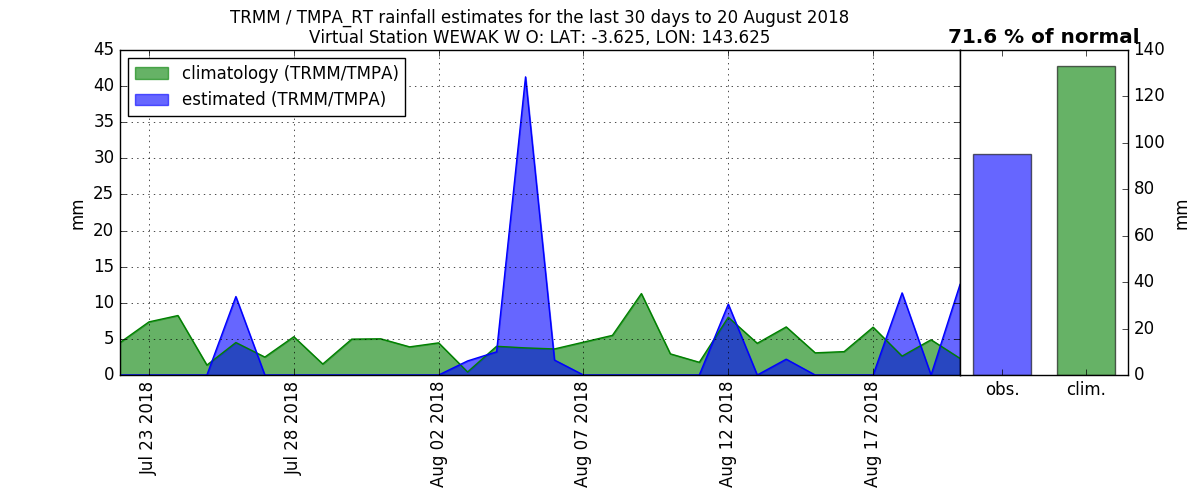 TRMM / TMPA_RT rainfall estimates for the last 30 days to 20 August 2018
Virtual Station WEWAK W O: LAT: -3.625, LON: 143.625
71.6 % of normal
climatology (TRMM/TMPA)
estimated (TRMM/TMPA)
mm
45
40
35
30
25
20
15
10
5
0
Jul 23 2018
Jul 28 2018
Aug 02 2018
Aug 07 2018
Aug 12 2018
Aug 17 2018
obs.
clim.
140
120
100
80
60
40
20
0
mm